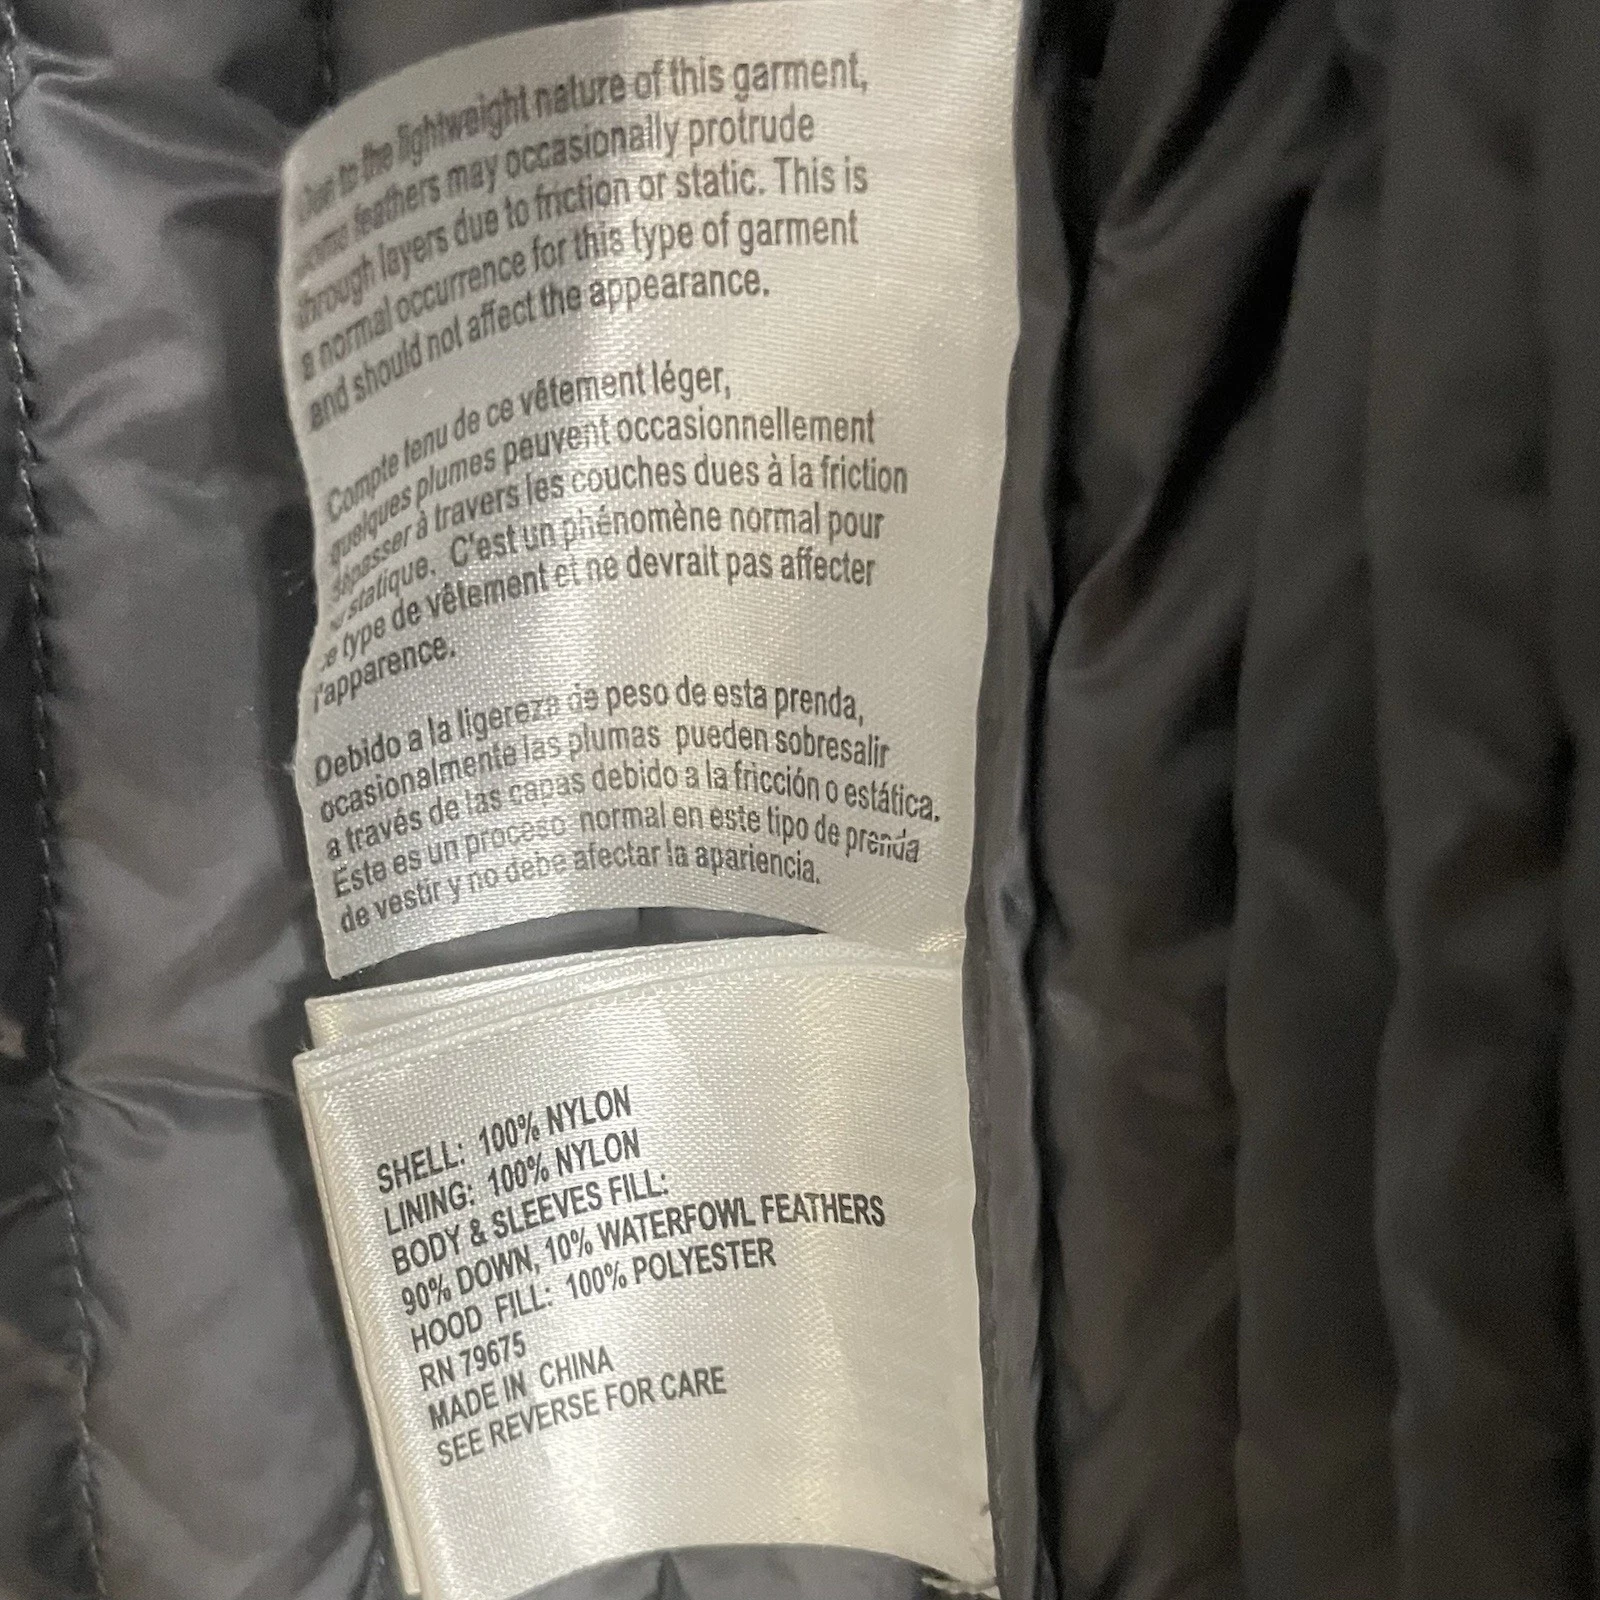 Due to the lightweight nature of this garment,
some feathers may occasionally protrude
through layers due to friction or static. This is
a normal occurrence for this type of garment
and should not affect the appearance.
Compte tenu de ce vêtement léger,
quelques plumes peuvent occasionnellement
dépasser à travers les couches dues à la friction
ou statique. C'est un phénomène normal pour
ce type de vêtement et ne devrait pas affecter
l'apparence.
Debido a la ligereza de peso de esta prenda,
ocasionalmente las plumas pueden sobresalir
a través de las capas debido a la fricción o estática.
Este es un proceso normal en este tipo de prenda
de vestir y no debe afectar la apariencia.
SHELL: 100% NYLON
LINING: 100% NYLON
BODY & SLEEVES FILL:
90% DOWN, 10% WATERFOWL FEATHERS
HOOD FILL: 100% POLYESTER
RN 79675
MADE IN CHINA
SEE REVERSE FOR CARE